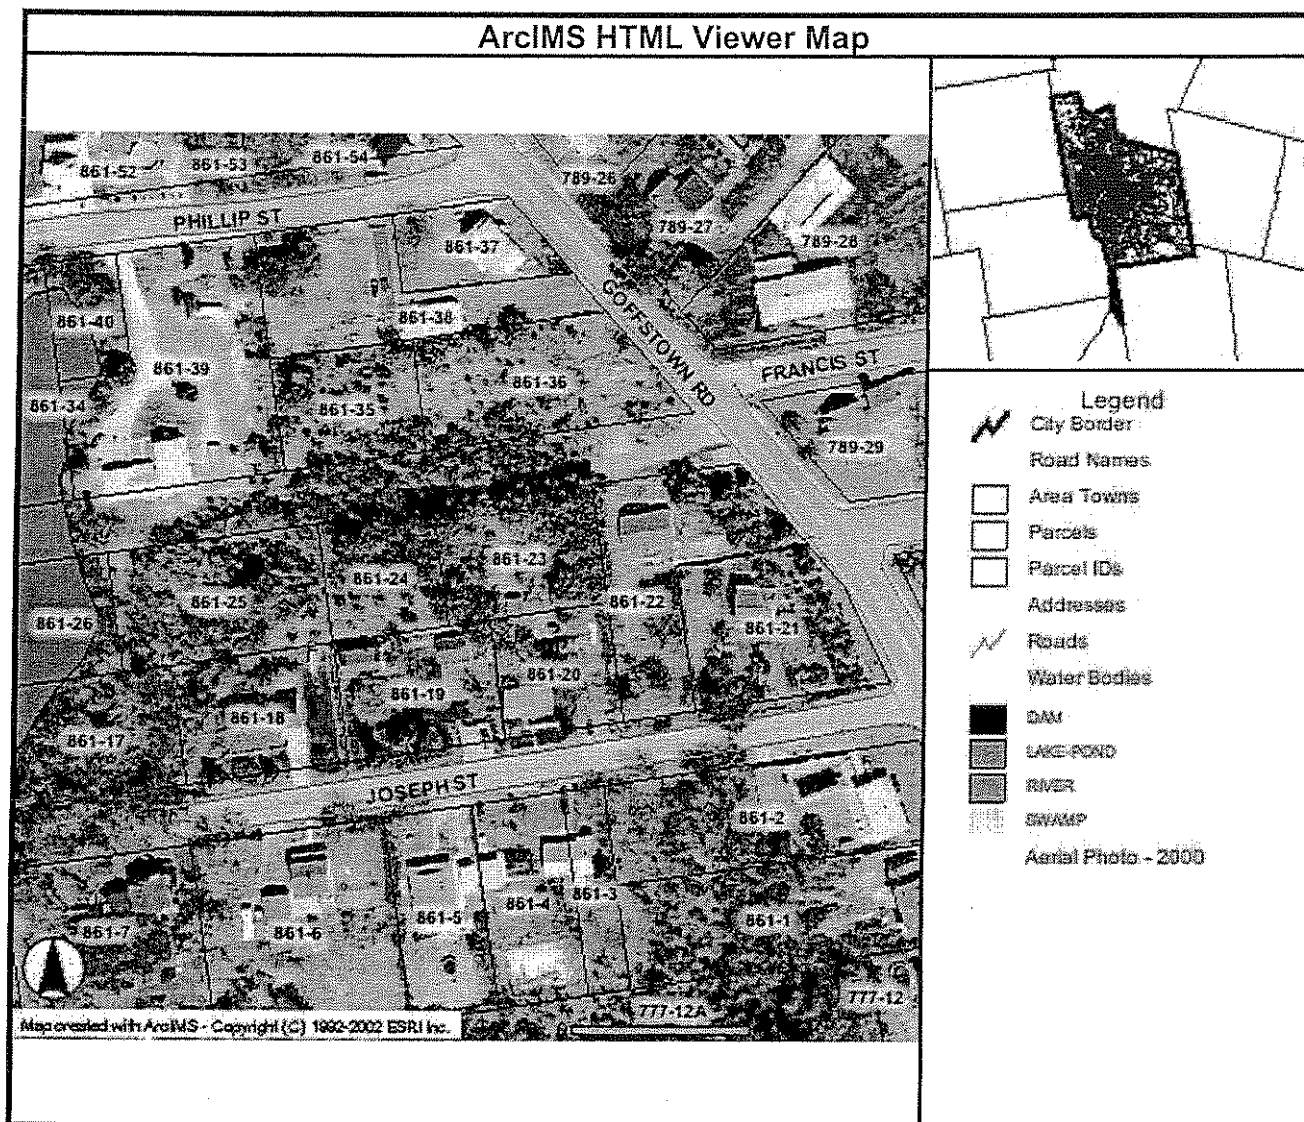 ArcIMS HTML Viewer Map
861-52
861-53
861-54
789-26
PHILLIP ST
861-37
789-27
789-28
861-40
861-38
GOFFSTOWN RD
861-39
861-36
FRANCIS ST
861-34
861-35
789-29
861-23
861-24
861-25
861-22
861-26
861-21
861-20
861-19
861-18
861-17
JOSEPH ST
861-2
861-3
861-4
861-5
861-1
861-7
861-6
777-12
777-12A
Map created with ArcIMS - Copyright (C) 1992-2002 ESRI Inc.
0
Legend
City Border
Road Names
Area Towns
Parcels
Parcel IDs
Addresses
Roads
Water Bodies
DAM
LAKE-POND
RIVER
SWAMP
Aerial Photo - 2000